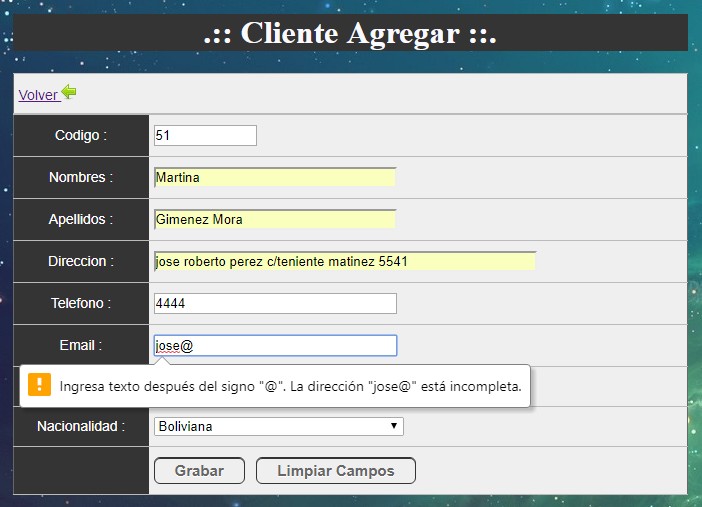 .:: Cliente Agregar ::.
Volver
Codigo : 51
Nombres : Martina
Apellidos : Gimenez Mora
Direccion : jose roberto perez c/teniente matinez 5541
Telefono : 4444
Email : jose@
Ingresa texto después del signo "@". La dirección "jose@" está incompleta.
Nacionalidad : Boliviana
Grabar Limpiar Campos